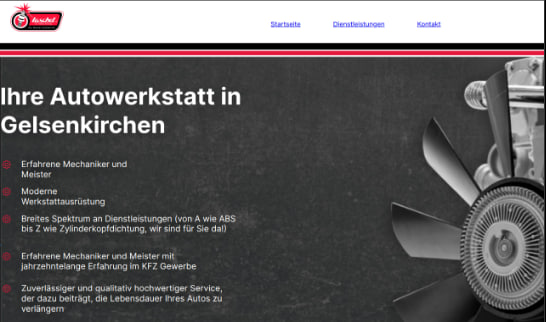 Startseite Dienstleistungen Kontakt
Ihre Autowerkstatt in
Gelsenkirchen
Erfahrene Mechaniker und
Meister
Moderne
Werkstattausrüstung
Breites Spektrum an Dienstleistungen (von A wie ABS
bis Z wie Zylinderkopfdichtung, wir sind für Sie da!)
Erfahrene Mechaniker und Meister mit
jahrzehntelange Erfahrung im KFZ Gewerbe
Zuverlässiger und qualitativ hochwertiger Service,
der dazu beiträgt, die Lebensdauer Ihres Autos zu
verlängern